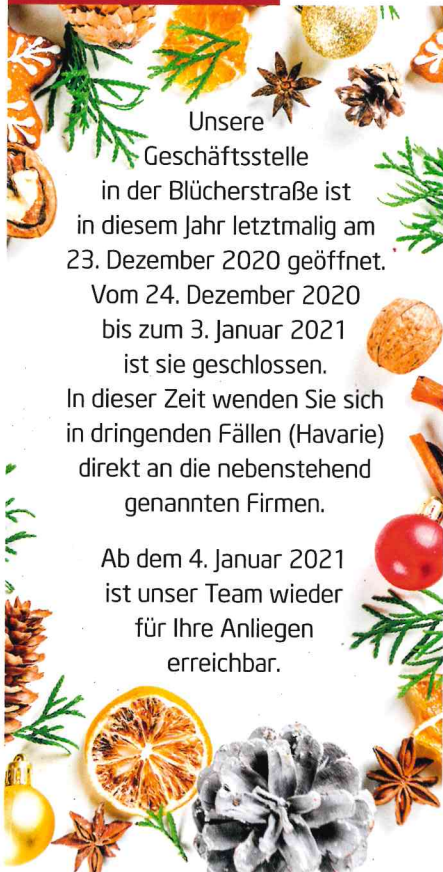 Unsere
Geschäftsstelle
in der Blücherstraße ist
in diesem Jahr letztmalig am
23. Dezember 2020 geöffnet.
Vom 24. Dezember 2020
bis zum 3. Januar 2021
ist sie geschlossen.
In dieser Zeit wenden Sie sich
in dringenden Fällen (Havarie)
direkt an die nebenstehend
genannten Firmen.
Ab dem 4. Januar 2021
ist unser Team wieder
für Ihre Anliegen
erreichbar.